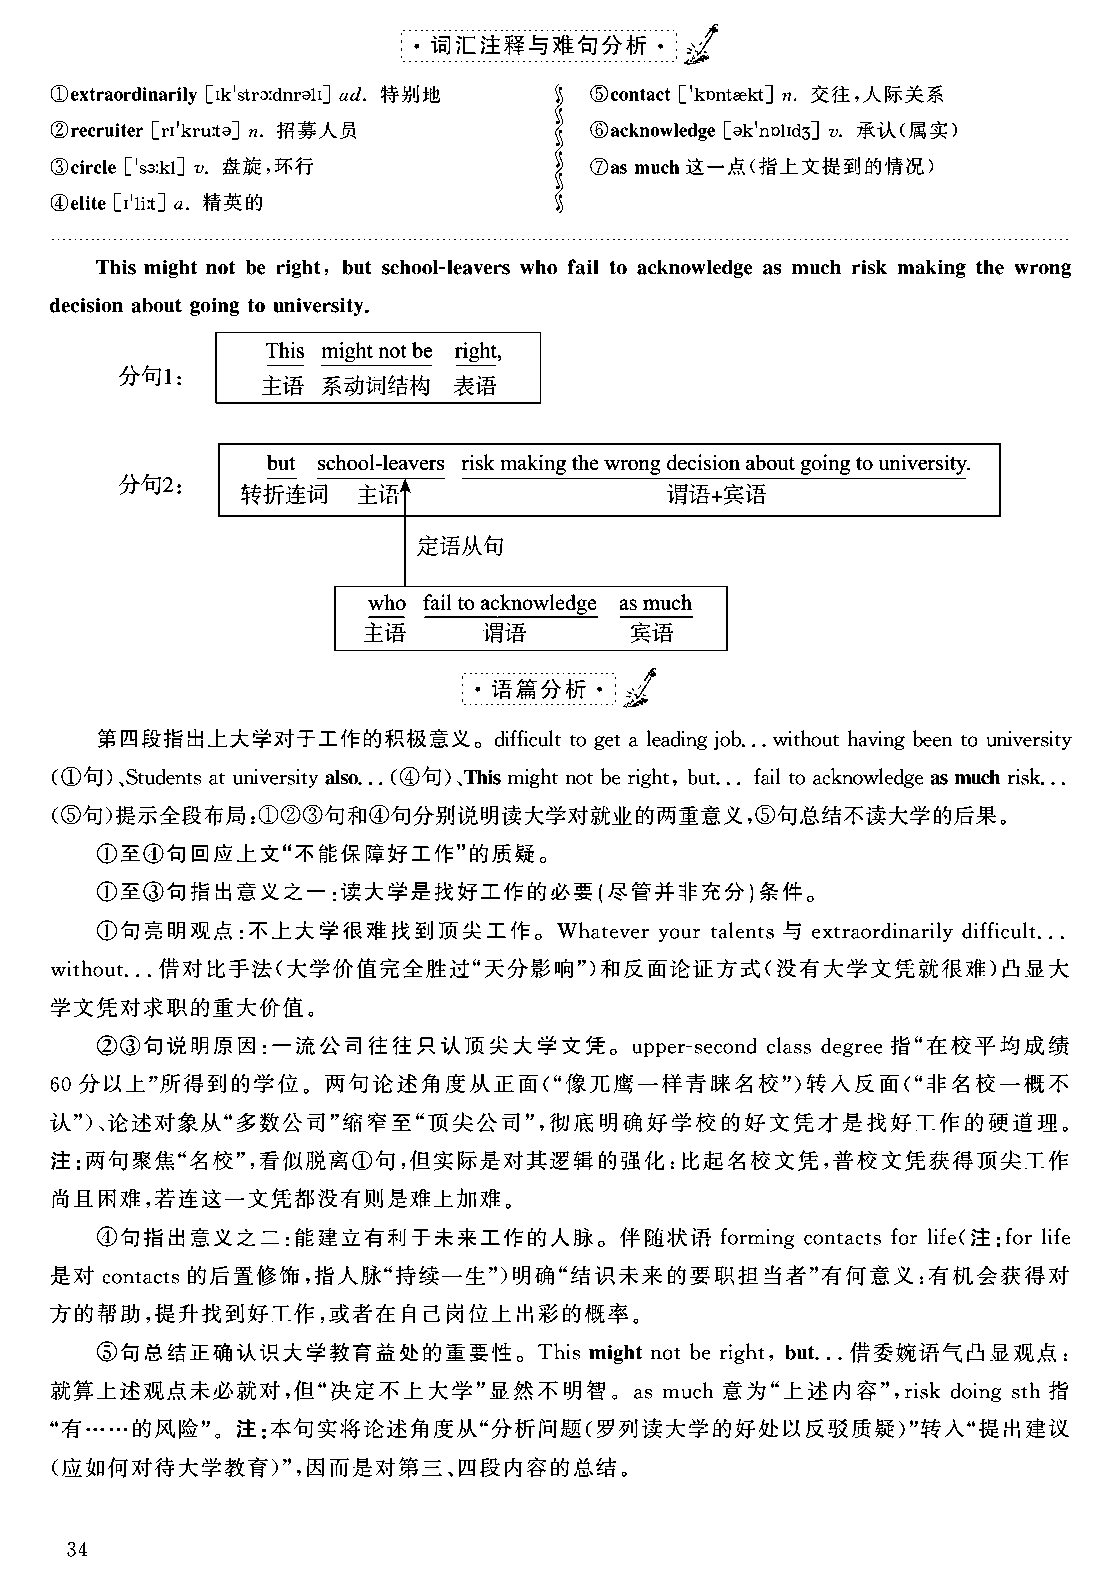 ·词汇注释与难句分析·
①extraordinarily [ɪkˈstrɔːdnrəlɪ] ad. 特别地
②recruiter [rɪˈkruːtə] n. 招募人员
③circle [ˈsɜːkl] v. 盘旋,环行
④elite [ɪˈliːt] a. 精英的
⑤contact [ˈkɒntækt] n. 交往,人际关系
⑥acknowledge [əkˈnɒlɪdʒ] v. 承认(属实)
⑦as much 这一点(指上文提到的情况)
This might not be right, but school-leavers who fail to acknowledge as much risk making the wrong
decision about going to university.
分句1:
This might not be right,
主语 系动词结构 表语
分句2:
but school-leavers risk making the wrong decision about going to university.
转折连词 主语 谓语+宾语
定语从句
who fail to acknowledge as much
主语 谓语 宾语
·语篇分析·
第四段指出上大学对于工作的积极意义。difficult to get a leading job...without having been to university
(①句)、Students at university also...(④句)、This might not be right, but... fail to acknowledge as much risk...
(⑤句)提示全段布局:①②③句和④句分别说明读大学对就业的两重意义,⑤句总结不读大学的后果。
①至④句回应上文“不能保障好工作”的质疑。
①至③句指出意义之一:读大学是找好工作的必要(尽管并非充分)条件。
①句亮明观点:不上大学很难找到顶尖工作。Whatever your talents 与 extraordinarily difficult...
without...借对比手法(大学价值完全胜过“天分影响”)和反面论证方式(没有大学文凭就很难)凸显大
学文凭对求职的重大价值。
②③句说明原因:一流公司往往只认顶尖大学文凭。upper-second class degree 指“在校平均成绩
60 分以上”所得到的学位。两句论述角度从正面(“像兀鹰一样青睐名校”)转入反面(“非名校一概不
认”)、论述对象从“多数公司”缩窄至“顶尖公司”,彻底明确好学校的好文凭才是找好工作的硬道理。
注:两句聚焦“名校”,看似脱离①句,但实际是对其逻辑的强化:比起名校文凭,普校文凭获得顶尖工作
尚且困难,若连这一文凭都没有则是难上加难。
④句指出意义之二:能建立有利于未来工作的人脉。伴随状语 forming contacts for life(注:for life
是对 contacts 的后置修饰,指人脉“持续一生”)明确“结识未来的要职担当者”有何意义:有机会获得对
方的帮助,提升找到好工作,或者在自己岗位上出彩的概率。
⑤句总结正确认识大学教育益处的重要性。This might not be right, but...借委婉语气凸显观点:
就算上述观点未必就对,但“决定不上大学”显然不明智。as much 意为“上述内容”,risk doing sth 指
“有……的风险”。注:本句实将论述角度从“分析问题(罗列读大学的好处以反驳质疑)”转入“提出建议
(应如何对待大学教育)”,因而是对第三、四段内容的总结。
34